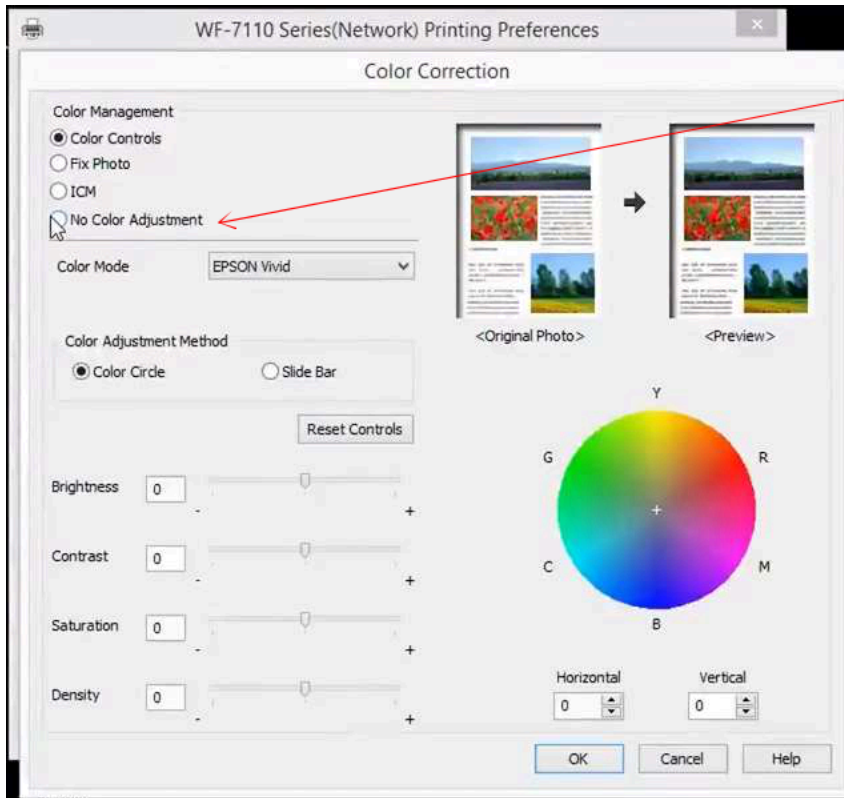 WF-7110 Series(Network) Printing Preferences
Color Correction
Color Management
Color Controls
Fix Photo
ICM
No Color Adjustment
Color Mode
EPSON Vivid
<Original Photo>
<Preview>
Color Adjustment Method
Color Circle
Slide Bar
Reset Controls
Brightness
0
-
+
Contrast
0
-
+
Saturation
0
-
+
Density
0
-
+
Y
G
R
C
M
B
Horizontal
Vertical
0
0
OK
Cancel
Help